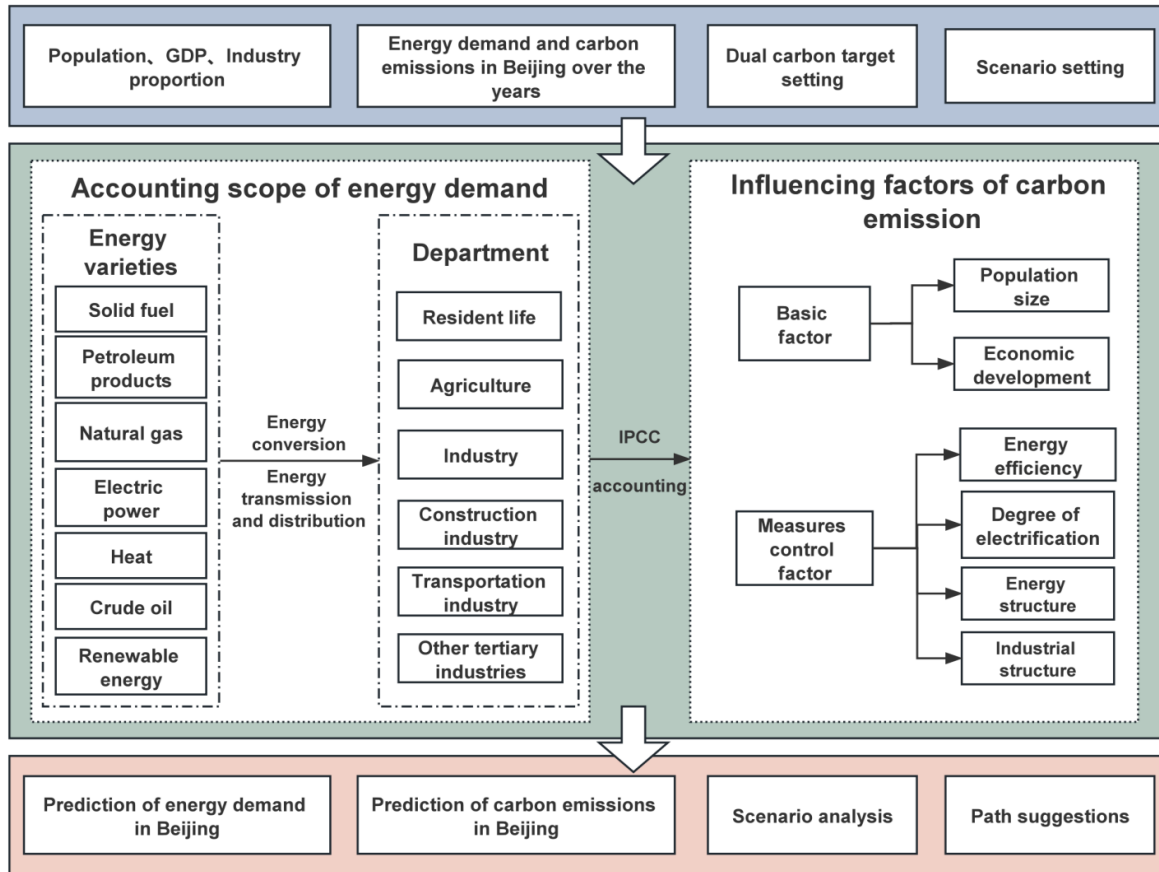 Population、GDP、Industry
proportion
Energy demand and carbon
emissions in Beijing over the
years
Dual carbon target
setting
Scenario setting
Accounting scope of energy demand
Energy
varieties
Solid fuel
Petroleum
products
Natural gas
Electric
power
Heat
Crude oil
Renewable
energy
Energy
conversion
Energy
transmission
and distribution
Department
Resident life
Agriculture
Industry
Construction
industry
Transportation
industry
Other tertiary
industries
IPCC
accounting
Influencing factors of carbon
emission
Basic
factor
Population
size
Economic
development
Measures
control
factor
Energy
efficiency
Degree of
electrification
Energy
structure
Industrial
structure
Prediction of energy demand
in Beijing
Prediction of carbon emissions
in Beijing
Scenario analysis
Path suggestions